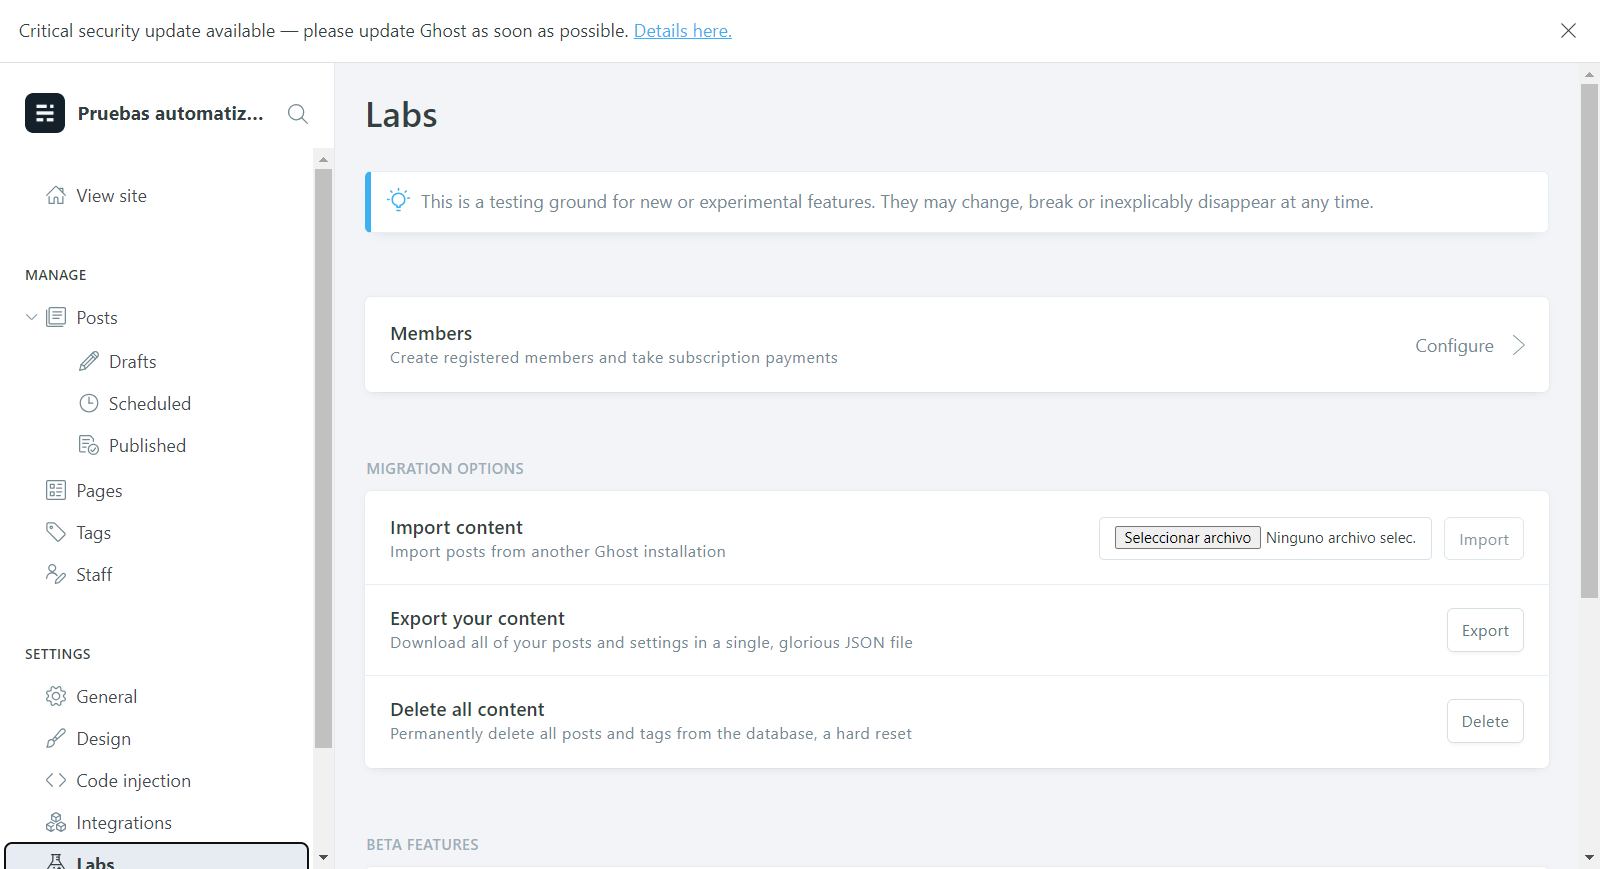 Critical security update available — please update Ghost as soon as possible. Details here.
Pruebas automatiz...
View site
MANAGE
Posts
Drafts
Scheduled
Published
Pages
Tags
Staff
SETTINGS
General
Design
Code injection
Integrations
Labs
Labs
This is a testing ground for new or experimental features. They may change, break or inexplicably disappear at any time.
Members
Create registered members and take subscription payments
Configure
MIGRATION OPTIONS
Import content
Import posts from another Ghost installation
Seleccionar archivo Ninguno archivo selec.
Import
Export your content
Download all of your posts and settings in a single, glorious JSON file
Export
Delete all content
Permanently delete all posts and tags from the database, a hard reset
Delete
BETA FEATURES